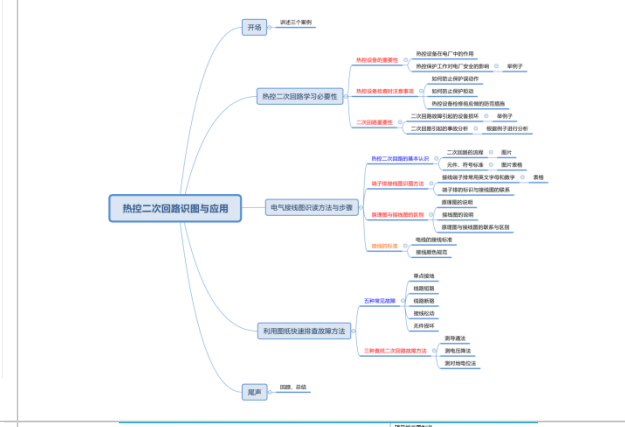 开场
讲述三个案例
热控二次回路学习必要性
热控设备的重要性
热控设备在电厂中的作用
热控保护工作对电厂安全的影响
举例子
热控设备检查时注意事项
如何防止保护误动作
如何防止保护拒动
热控设备检修前后做的防范措施
二次回路重要性
二次回路故障引起的设备损坏
举例子
二次回路引起的事故分析
根据例子进行分析
热控二次回路识图与应用
电气接线图识读方法与步骤
热控二次回路的基本认识
二次回路的流程
图片
元件、符号标准
图片表格
端子排接线图识图方法
接线端子排常用英文字母和数字
表格
端子排的标识与接线图的联系
原理图与接线图的区别
原理图的说明
接线图的说明
原理图与接线图的联系与区别
接线的标准
电缆的接线标准
接线颜色规范
利用图纸快速排查故障方法
五种常见故障
单点接地
线路短路
线路断路
接线松动
元件损坏
三种查找二次回路故障方法
测导通法
测电压降法
测对地电位法
尾声
回顾、总结